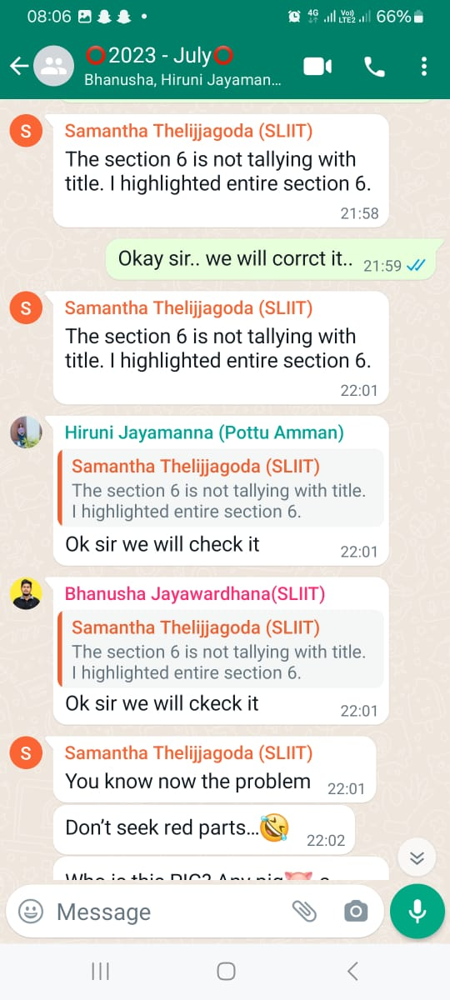 08:06
4G Vo)) LTE2 66%
⭕2023 - July⭕
Bhanusha, Hiruni Jayaman...
S
Samantha Thelijjagoda (SLIIT)
The section 6 is not tallying with
title. I highlighted entire section 6.
21:58
Okay sir.. we will corrct it.. 21:59
S
Samantha Thelijjagoda (SLIIT)
The section 6 is not tallying with
title. I highlighted entire section 6.
22:01
Hiruni Jayamanna (Pottu Amman)
Samantha Thelijjagoda (SLIIT)
The section 6 is not tallying with title.
I highlighted entire section 6.
Ok sir we will check it 22:01
Bhanusha Jayawardhana(SLIIT)
Samantha Thelijjagoda (SLIIT)
The section 6 is not tallying with title.
I highlighted entire section 6.
Ok sir we will ckeck it 22:01
S
Samantha Thelijjagoda (SLIIT)
You know now the problem 22:01
Don't seek red parts...🤣 22:02
Who is this PIG? Any pig🐷
Message